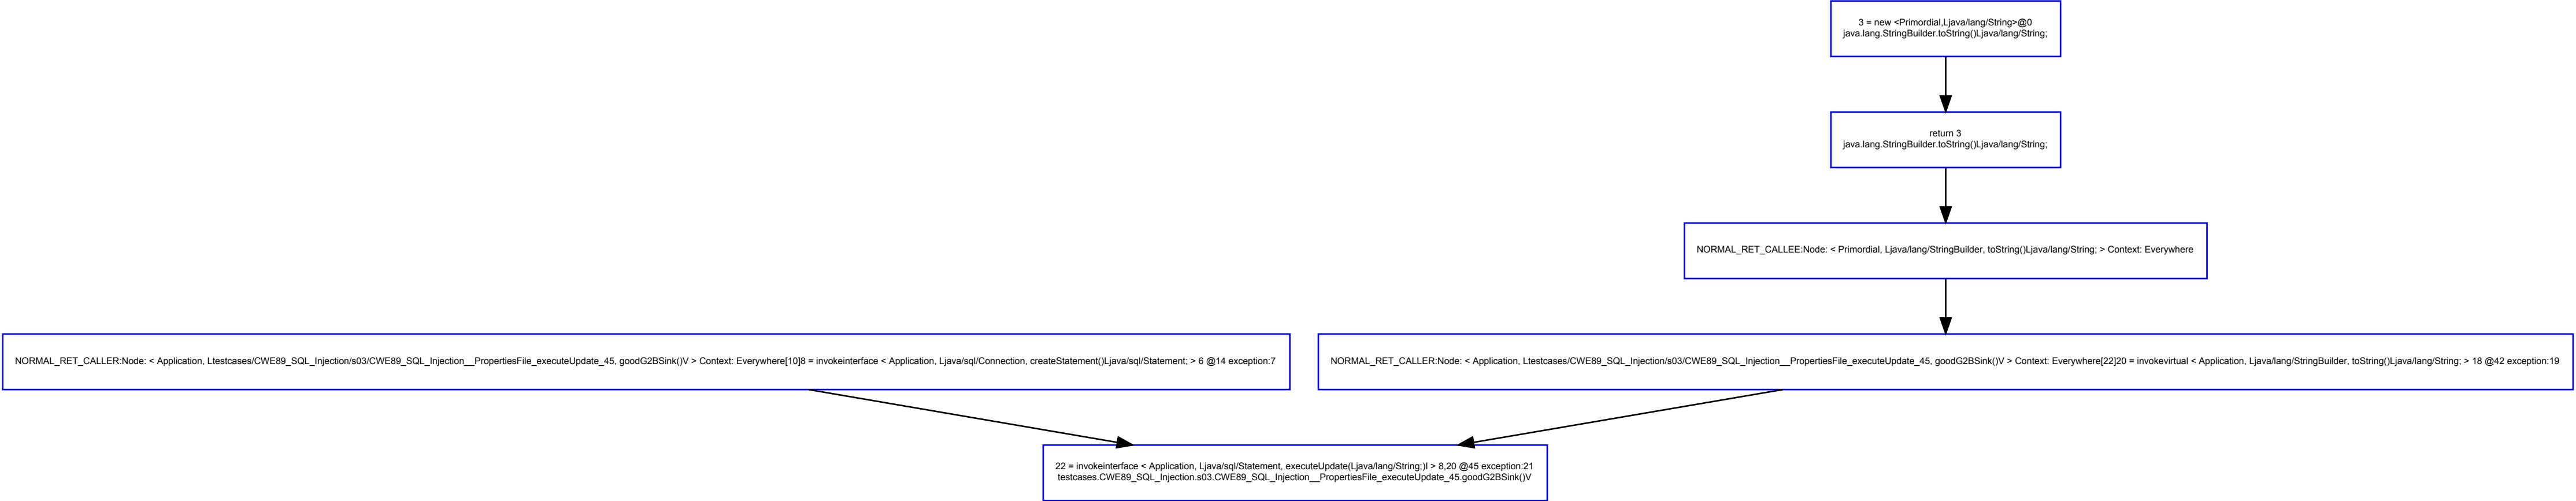 3 = new <Primordial,Ljava/lang/String>@0
java.lang.StringBuilder.toString()Ljava/lang/String;
return 3
java.lang.StringBuilder.toString()Ljava/lang/String;
NORMAL_RET_CALLEE:Node: < Primordial, Ljava/lang/StringBuilder, toString()Ljava/lang/String; > Context: Everywhere
NORMAL_RET_CALLER:Node: < Application, Ltestcases/CWE89_SQL_Injection/s03/CWE89_SQL_Injection__PropertiesFile_executeUpdate_45, goodG2BSink()V > Context: Everywhere[10]8 = invokeinterface < Application, Ljava/sql/Connection, createStatement()Ljava/sql/Statement; > 6 @14 exception:7
NORMAL_RET_CALLER:Node: < Application, Ltestcases/CWE89_SQL_Injection/s03/CWE89_SQL_Injection__PropertiesFile_executeUpdate_45, goodG2BSink()V > Context: Everywhere[22]20 = invokevirtual < Application, Ljava/lang/StringBuilder, toString()Ljava/lang/String; > 18 @42 exception:19
22 = invokeinterface < Application, Ljava/sql/Statement, executeUpdate(Ljava/lang/String;)I > 8,20 @45 exception:21
testcases.CWE89_SQL_Injection.s03.CWE89_SQL_Injection__PropertiesFile_executeUpdate_45.goodG2BSink()V